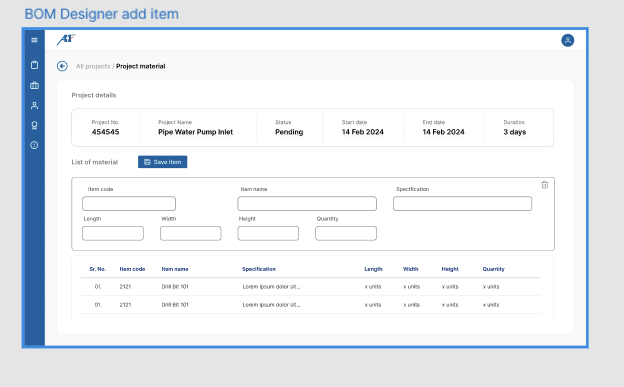 BOM Designer add item
All projects / Project material
Project details
Project No. Project Name Status Start date End date Duration
454545 Pipe Water Pump Inlet Pending 14 Feb 2024 14 Feb 2024 3 days
List of material Save item
Item code Item name Specification
Length Width Height Quantity
Sr. No. Item code Item name Specification Length Width Height Quantity
01. 2121 Drill Bit 101 Lorem ipsum dolor sit... x units x units x units x units
01. 2121 Drill Bit 101 Lorem ipsum dolor sit... x units x units x units x units